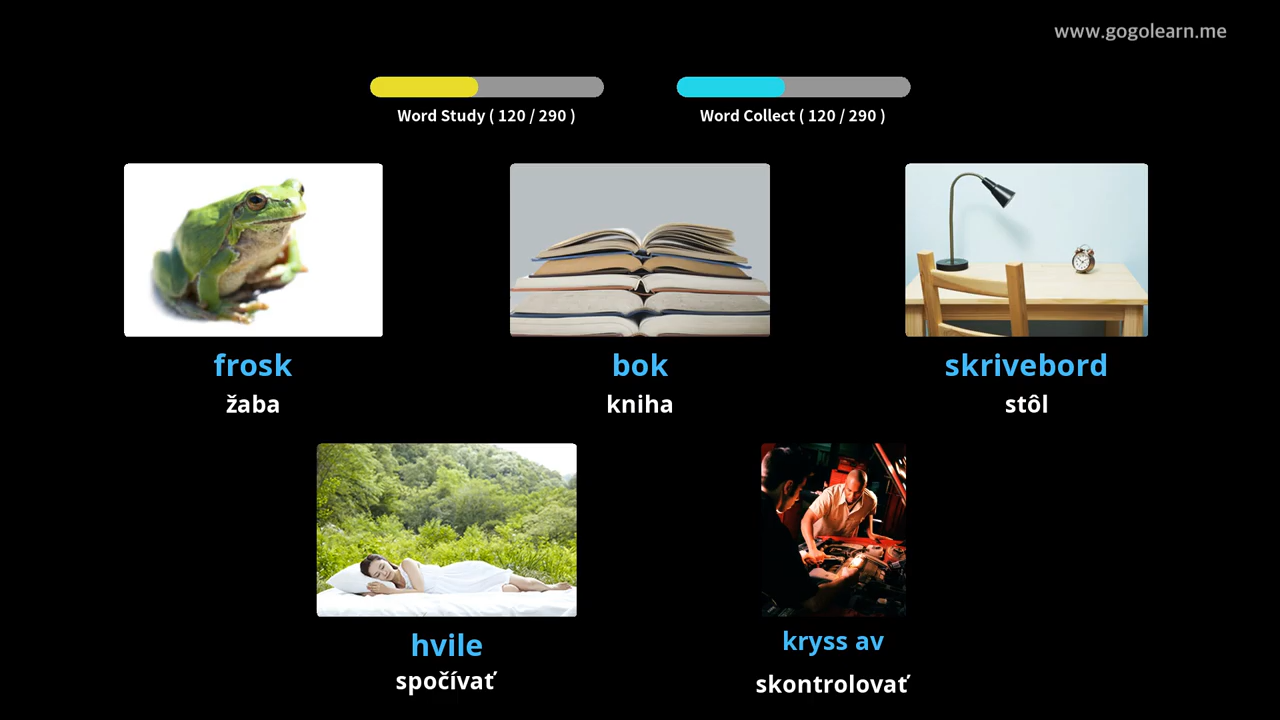 www.gogolearn.me
Word Study ( 120 / 290 )
Word Collect ( 120 / 290 )
frosk
bok
skrivebord
žaba
kniha
stôl
hvile
kryss av
spočívať
skontrolovať